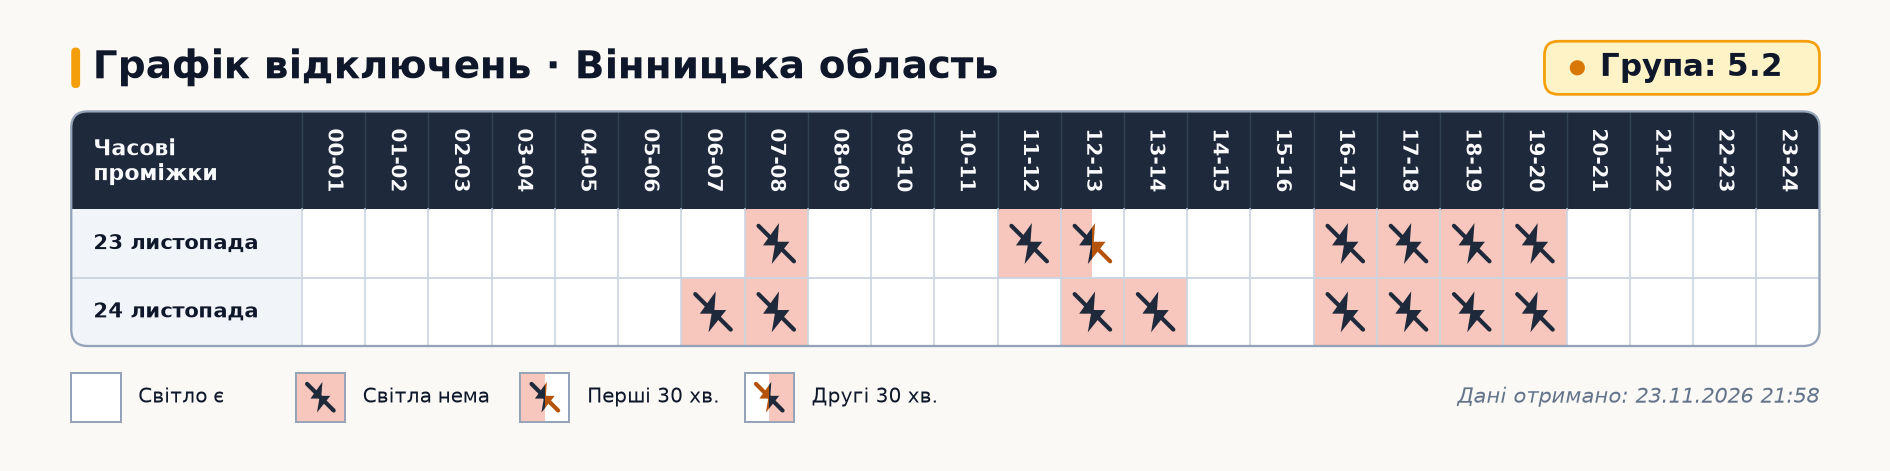 Графік відключень · Вінницька область
Група: 5.2
Часові
проміжки
00-01 01-02 02-03 03-04 04-05 05-06 06-07 07-08 08-09 09-10 10-11 11-12 12-13 13-14 14-15 15-16 16-17 17-18 18-19 19-20 20-21 21-22 22-23 23-24
23 листопада
24 листопада
Світло є Світла нема Перші 30 хв. Другі 30 хв. Дані отримано: 23.11.2026 21:58